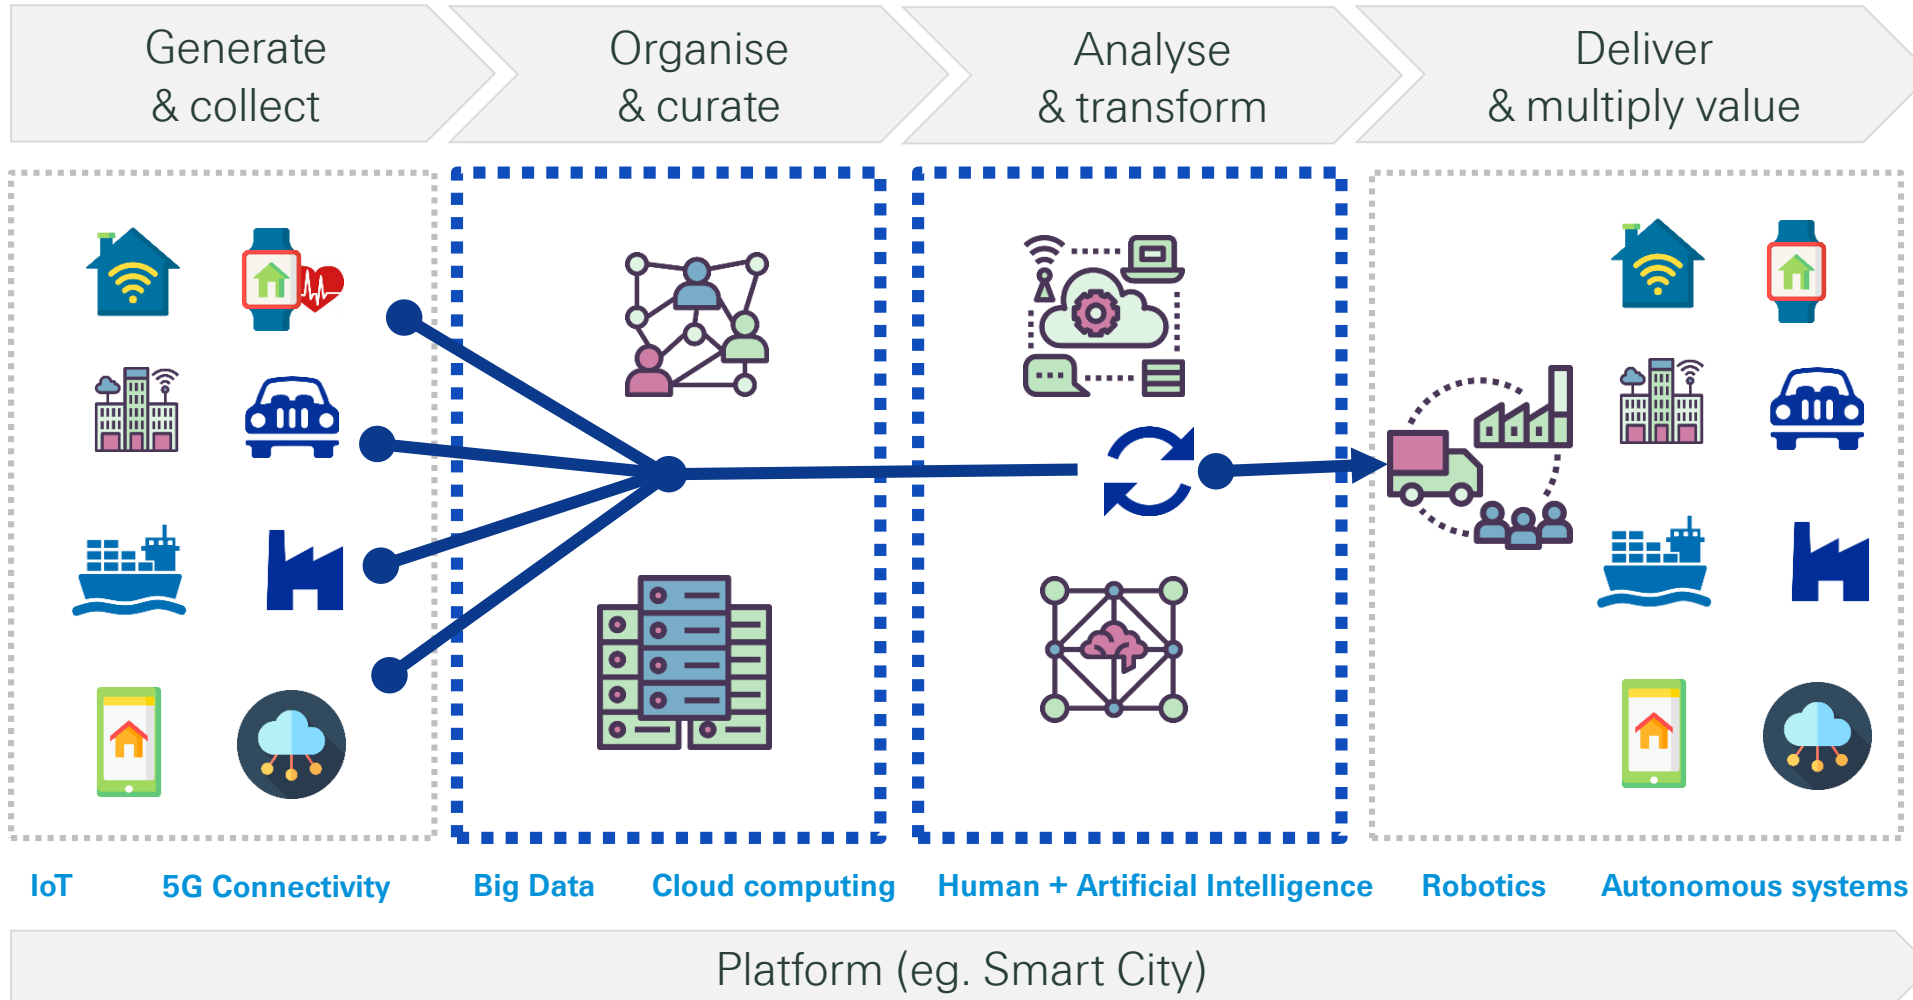 Generate
& collect
Organise
& curate
Analyse
& transform
Deliver
& multiply value
IoT
5G Connectivity
Big Data
Cloud computing
Human + Artificial Intelligence
Robotics
Autonomous systems
Platform (eg. Smart City)